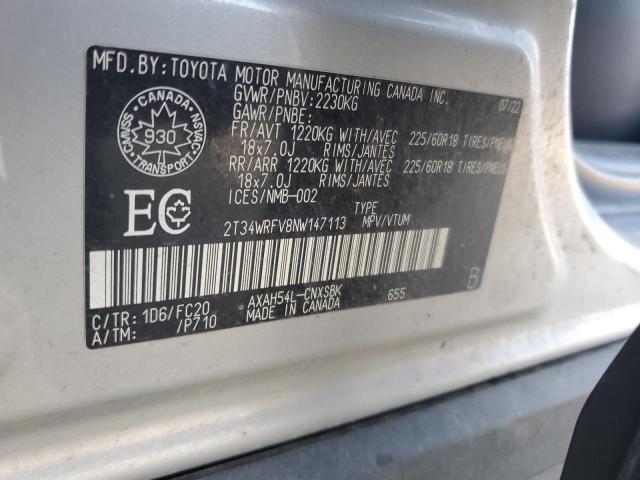 MFD.BY:TOYOTA MOTOR MANUFACTURING CANADA INC.
GVWR/PNBV:2230KG 07/22
GAWR/PNBE:
FR/AVT 1220KG WITH/AVEC 225/60R18 TIRES/PNEUS
18x7.0J RIMS/JANTES
RR/ARR 1220KG WITH/AVEC 225/60R18 TIRES/PNEUS
18x7.0J RIMS/JANTES
ICES/NMB-002
CANADA
930
TRANSPORT
CMVSS
NSVAC
EC
TYPE
2T34WRFV8NW147113 MPV/VTUM
B
C/TR: 1D6/FC20 AXAH54L-CNXSBK 655
A/TM: /P710 MADE IN CANADA